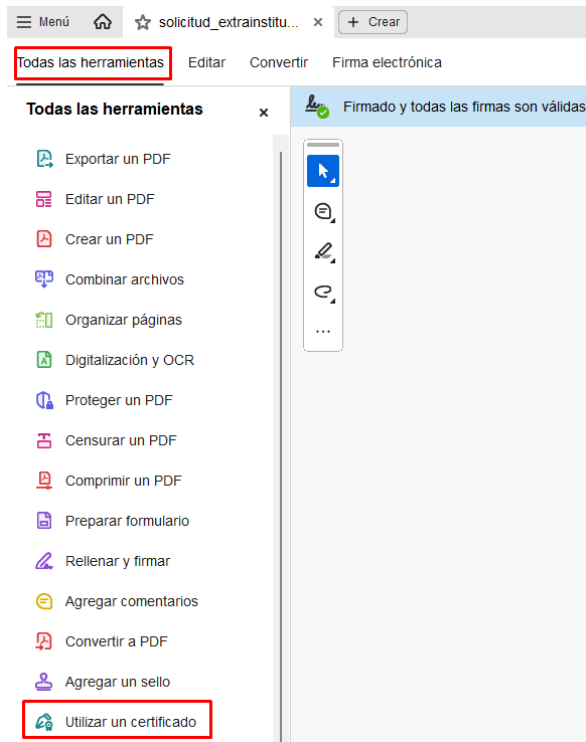 Menú
solicitud_extrainstitu...
Crear
Todas las herramientas
Editar
Convertir
Firma electrónica
Todas las herramientas
Firmado y todas las firmas son válidas
Exportar un PDF
Editar un PDF
Crear un PDF
Combinar archivos
Organizar páginas
Digitalización y OCR
Proteger un PDF
Censurar un PDF
Comprimir un PDF
Preparar formulario
Rellenar y firmar
Agregar comentarios
Convertir a PDF
Agregar un sello
Utilizar un certificado